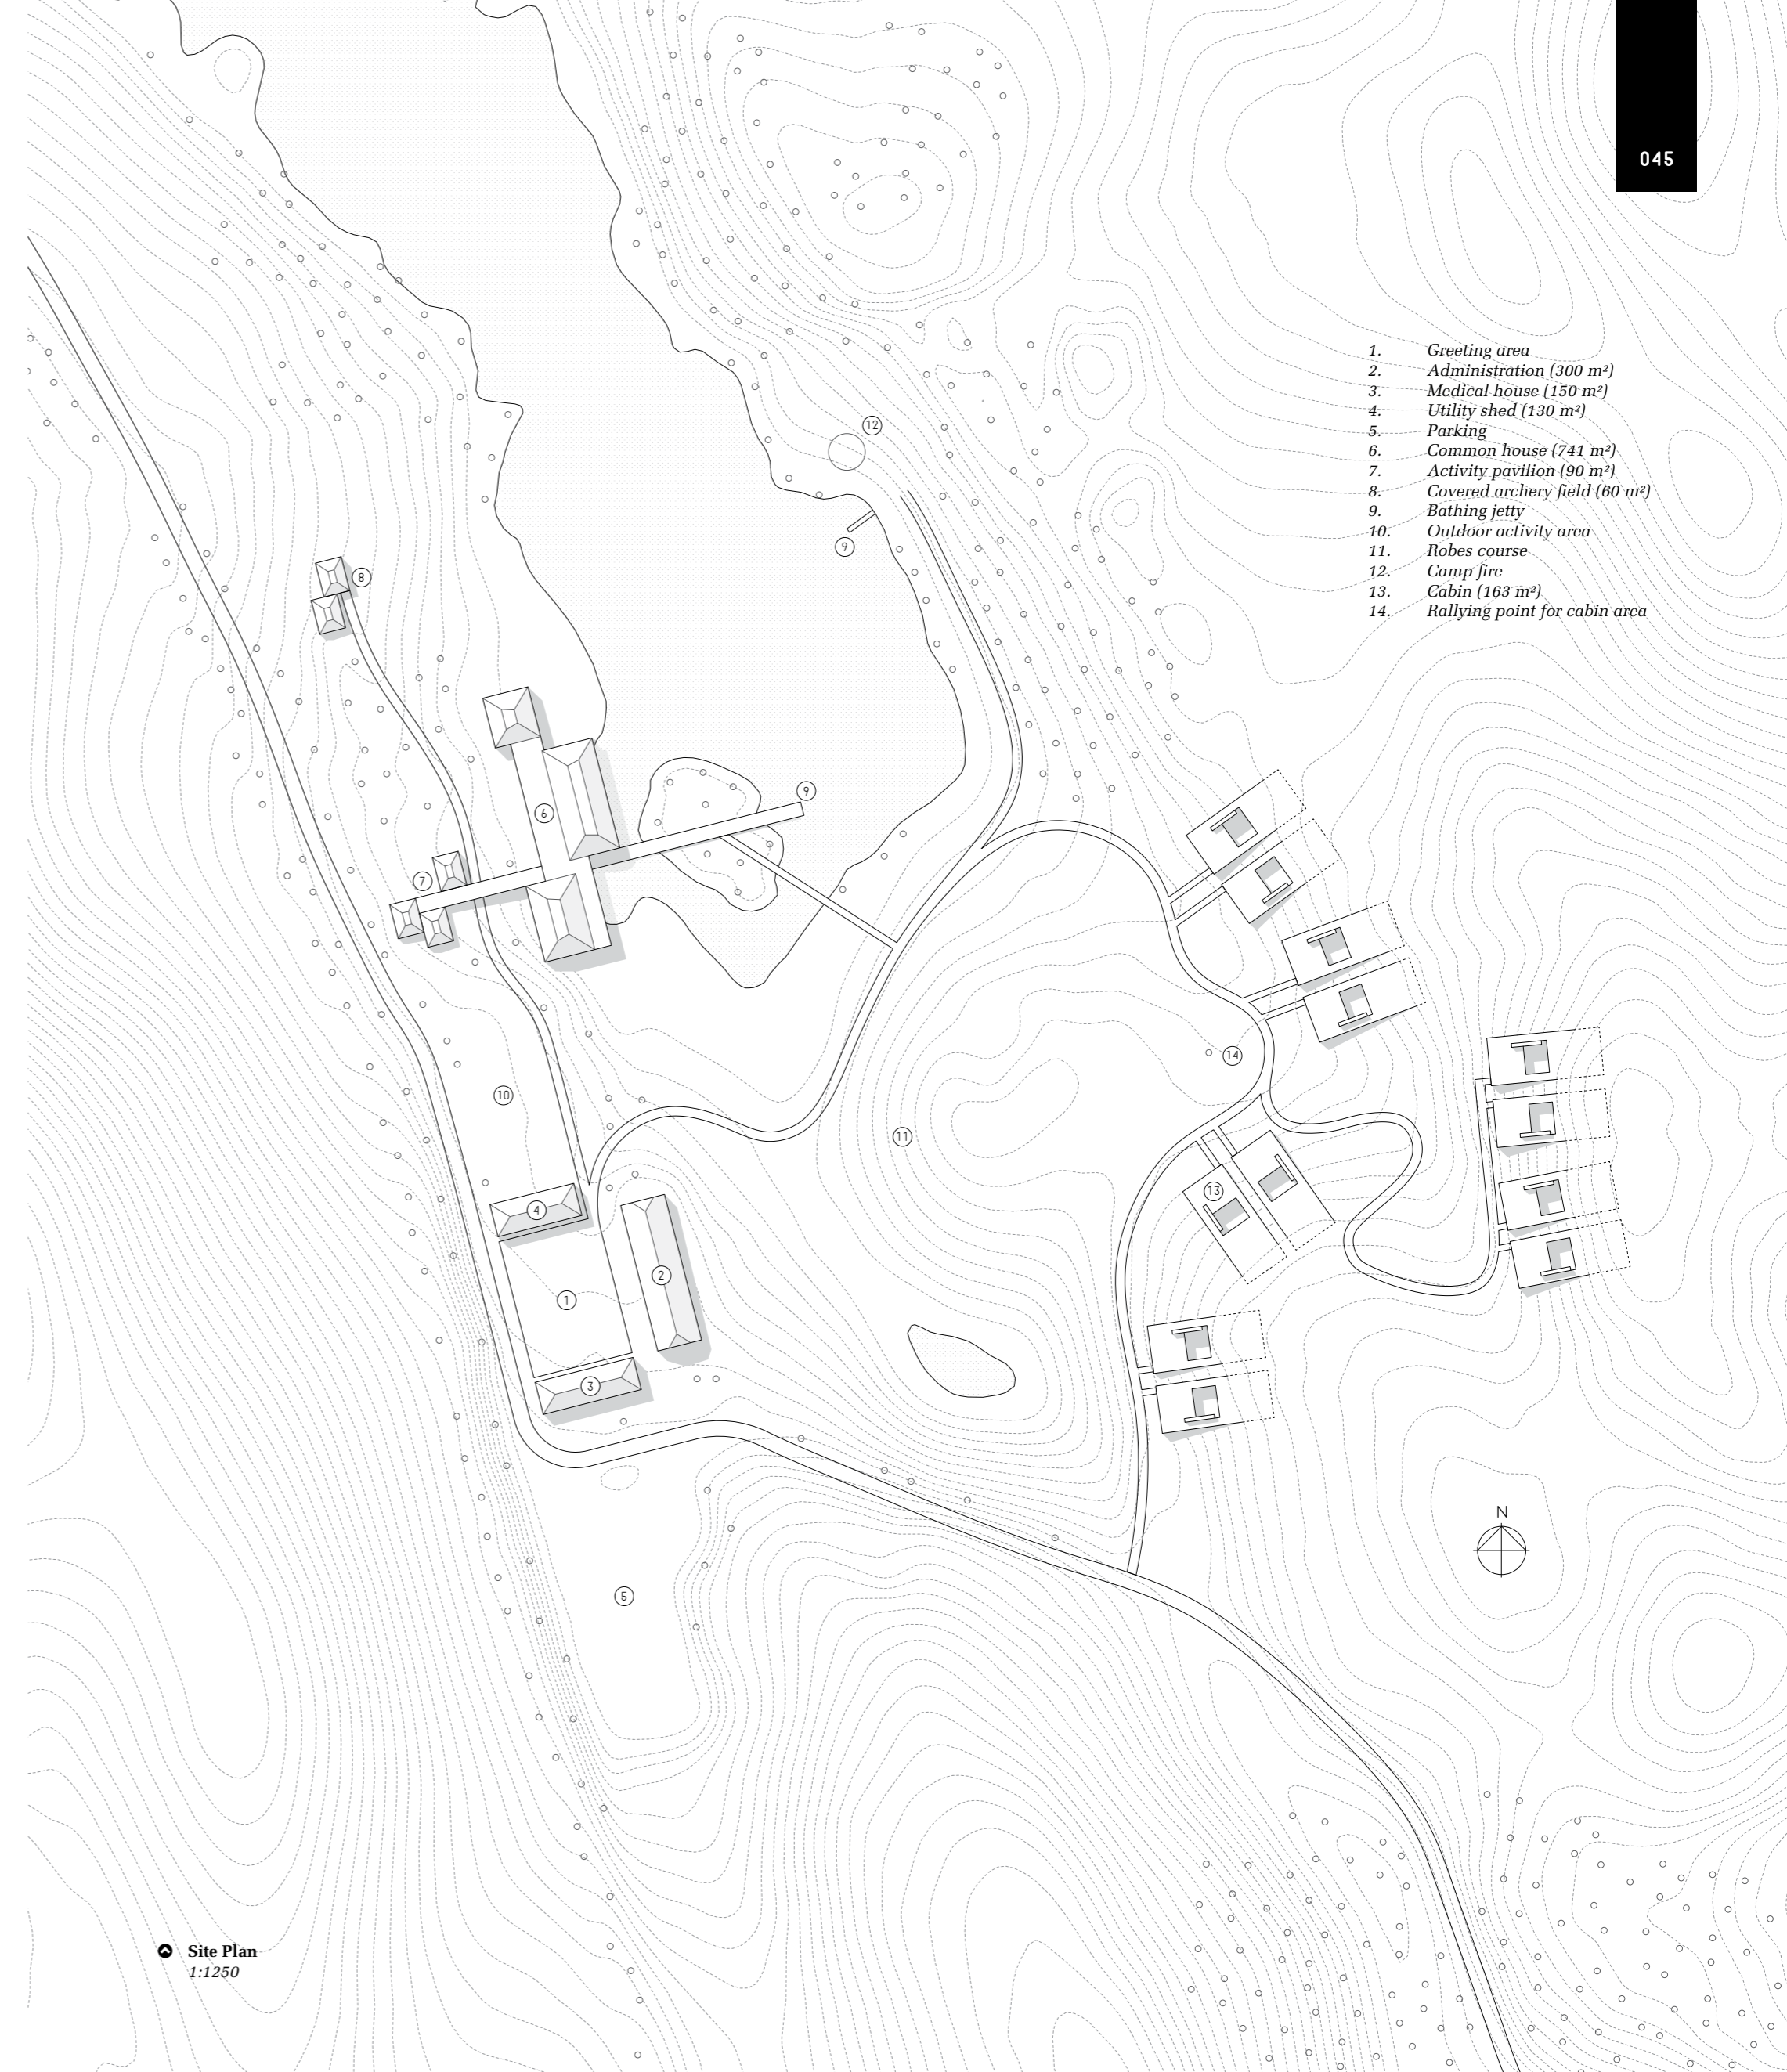 045
1. Greeting area
2. Administration (300 m²)
3. Medical house (150 m²)
4. Utility shed (130 m²)
5. Parking
6. Common house (741 m²)
7. Activity pavilion (90 m²)
8. Covered archery field (60 m²)
9. Bathing jetty
10. Outdoor activity area
11. Robes course
12. Camp fire
13. Cabin (163 m²)
14. Rallying point for cabin area
12
9
8
9
6
7
14
10
11
13
4
2
1
3
N
5
Site Plan
1:1250